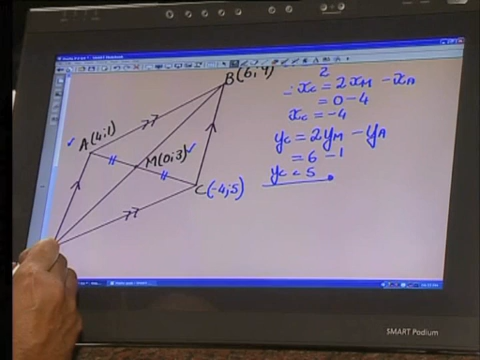 B(6;4)
A(4;1)
M(0;3)
C(-4;5)
2
∴ xC = 2xM - xA
= 0-4
xC = -4
yC = 2yM - yA
= 6 - 1
yC = 5
SMART Podium